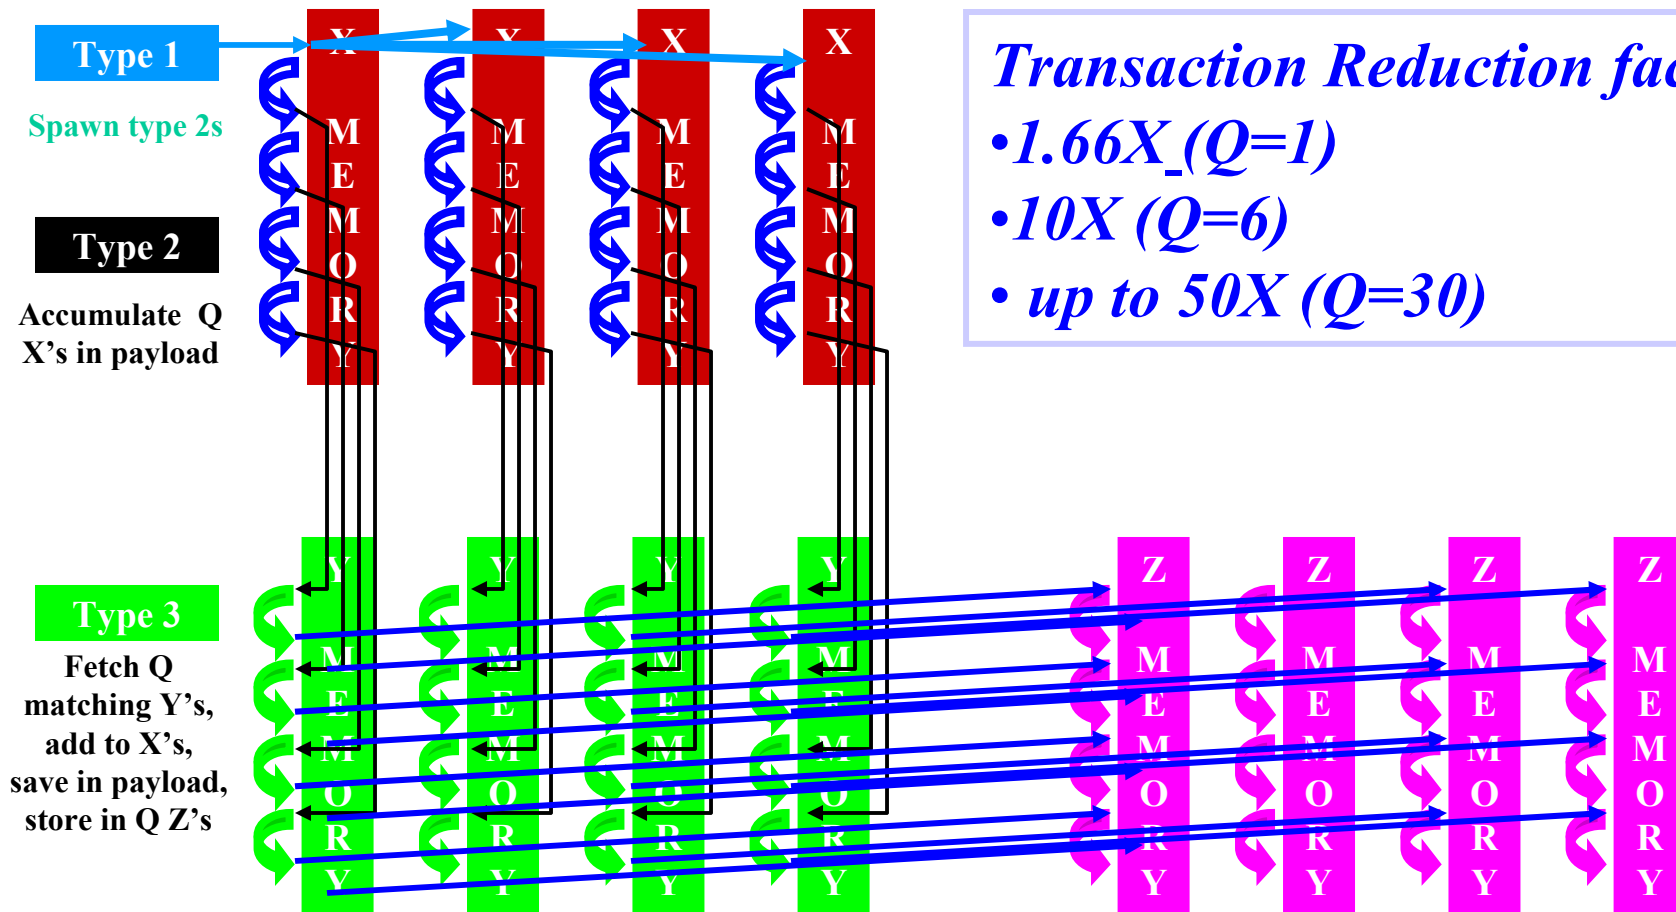 Type 1
Spawn type 2s
Type 2
Accumulate Q
X's in payload
Type 3
Fetch Q
matching Y's,
add to X's,
save in payload,
store in Q Z's
X MEMORY
X MEMORY
X MEMORY
X MEMORY
Transaction Reduction fac
•1.66X (Q=1)
•10X (Q=6)
• up to 50X (Q=30)
Y MEMORY
Y MEMORY
Y MEMORY
Y MEMORY
Z MEMORY
Z MEMORY
Z MEMORY
Z MEMORY